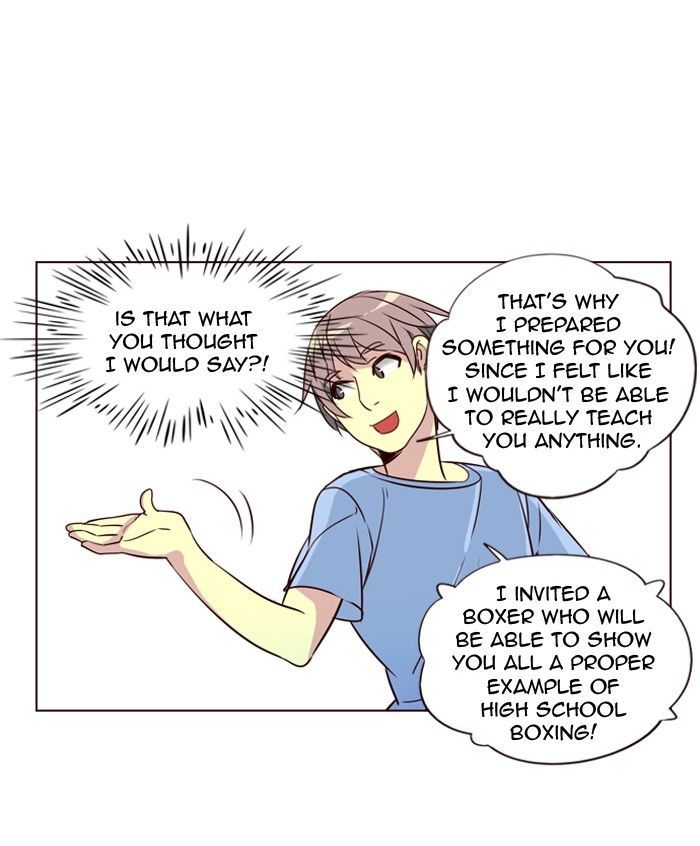 IS THAT WHAT
YOU THOUGHT
I WOULD SAY?!
THAT'S WHY
I PREPARED
SOMETHING FOR YOU!
SINCE I FELT LIKE
I WOULDN'T BE ABLE
TO REALLY TEACH
YOU ANYTHING.
I INVITED A
BOXER WHO WILL
BE ABLE TO SHOW
YOU ALL A PROPER
EXAMPLE OF
HIGH SCHOOL
BOXING!